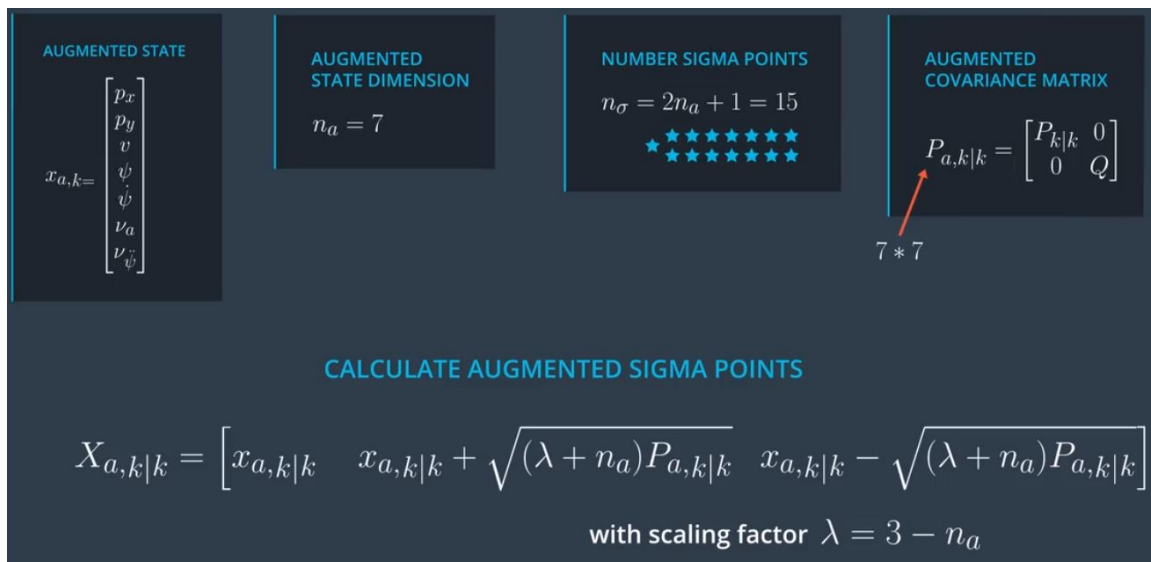 AUGMENTED STATE
x_{a,k=} [p_x p_y v ψ ψ̇ ν_a ν_ψ̈]
AUGMENTED
STATE DIMENSION
n_a = 7
NUMBER SIGMA POINTS
n_σ = 2n_a + 1 = 15
AUGMENTED
COVARIANCE MATRIX
P_{a,k|k} = [P_{k|k} 0
0 Q]
7 * 7
CALCULATE AUGMENTED SIGMA POINTS
X_{a,k|k} = [x_{a,k|k} x_{a,k|k} + √((λ + n_a)P_{a,k|k}) x_{a,k|k} − √((λ + n_a)P_{a,k|k})]
with scaling factor λ = 3 − n_a